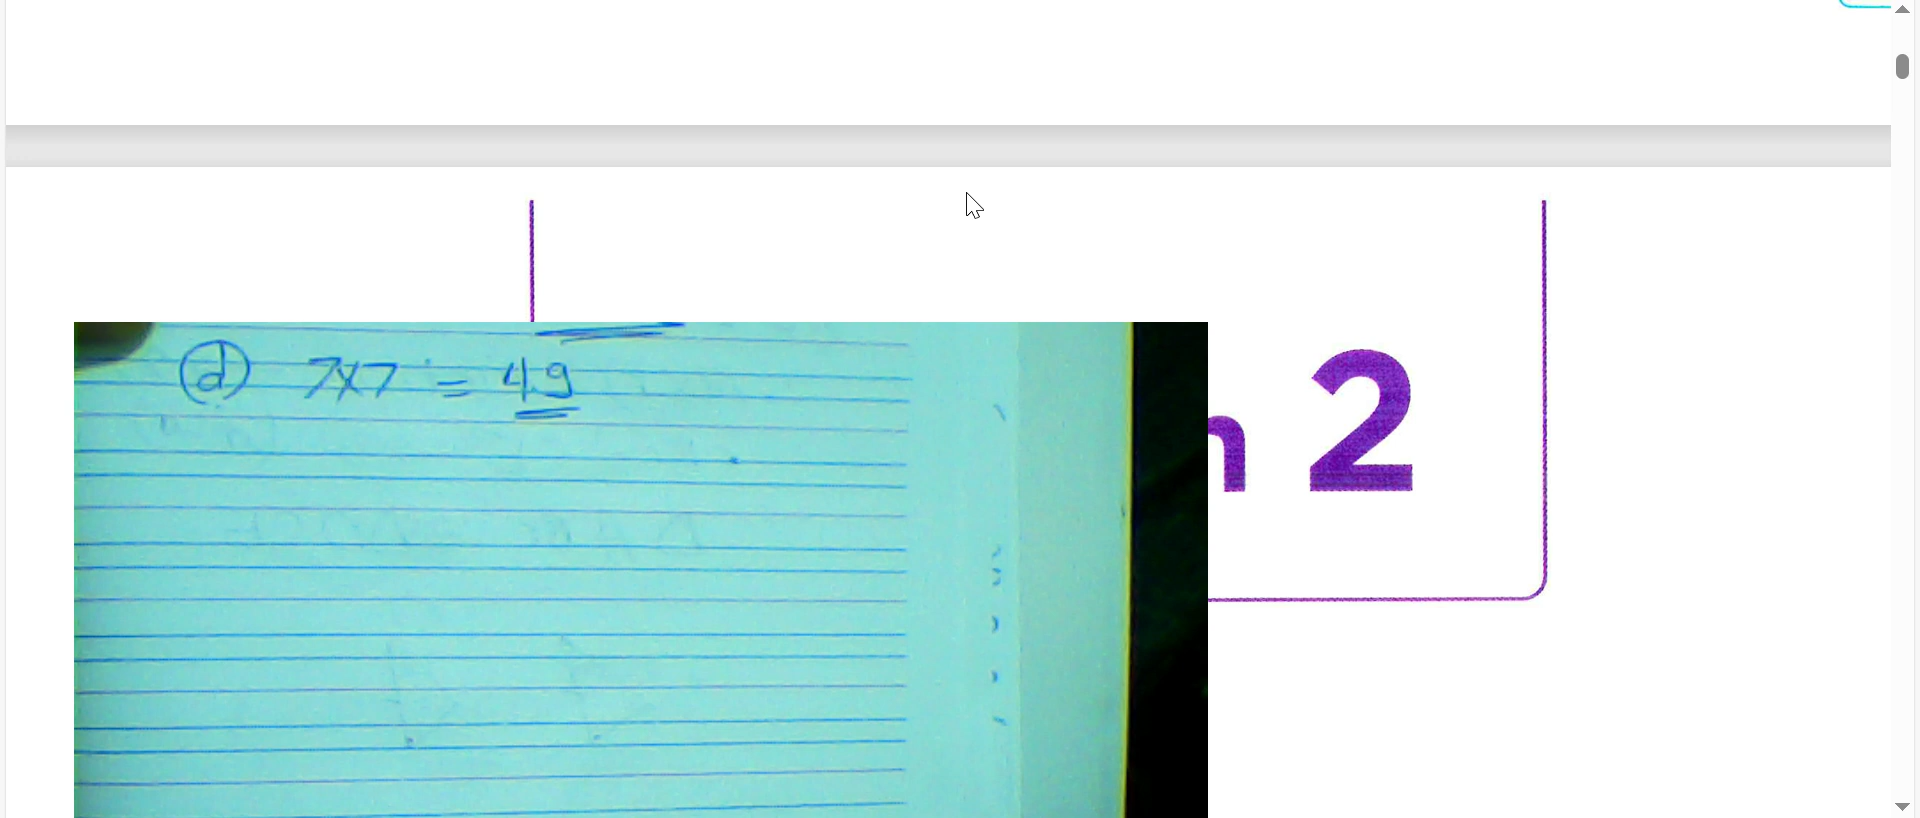 ⓓ 7x7 = 49
n 2